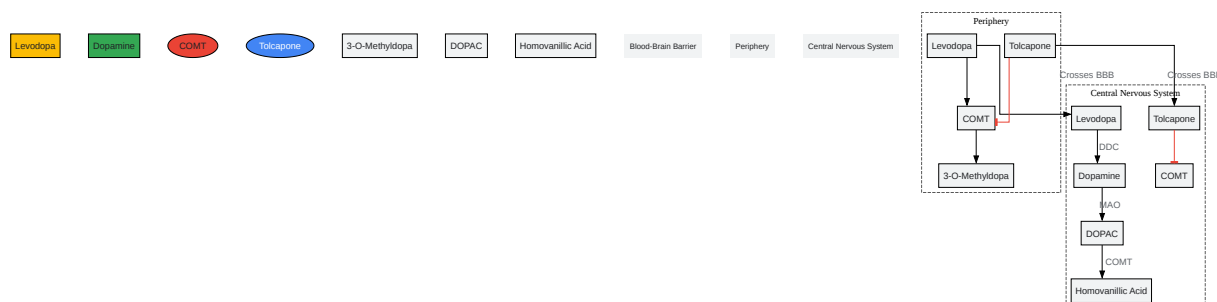 Levodopa
Dopamine
COMT
Tolcapone
3-O-Methyldopa
DOPAC
Homovanillic Acid
Blood-Brain Barrier
Periphery
Central Nervous System
Periphery
Levodopa
Tolcapone
Crosses BBB
Crosses BB
Central Nervous System
COMT
Levodopa
Tolcapone
DDC
3-O-Methyldopa
Dopamine
COMT
MAO
DOPAC
COMT
Homovanillic Acid